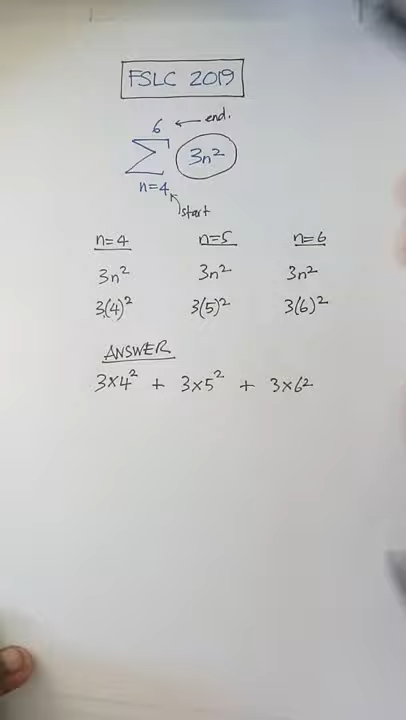 FSLC 2019
6 ← end.
∑ 3n²
n=4
start
n=4 n=5 n=6
3n² 3n² 3n²
3(4)² 3(5)² 3(6)²
ANSWER
3×4² + 3×5² + 3×6²